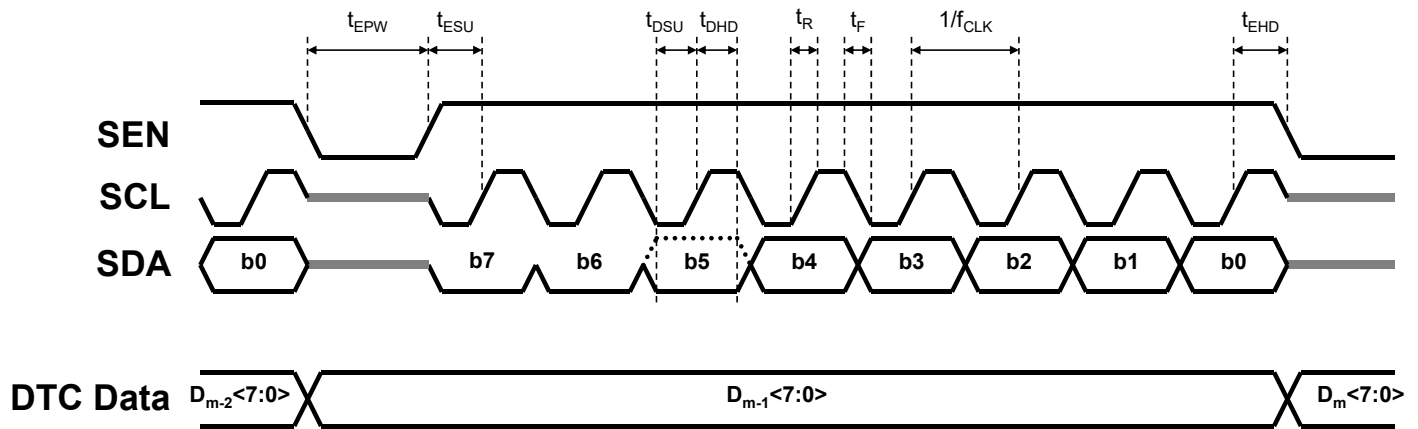 tEPW tESU tDSU tDHD tR tF 1/fCLK tEHD
SEN
SCL
SDA b0 b7 b6 b5 b4 b3 b2 b1 b0
DTC Data Dm-2<7:0> Dm-1<7:0> Dm<7:0>